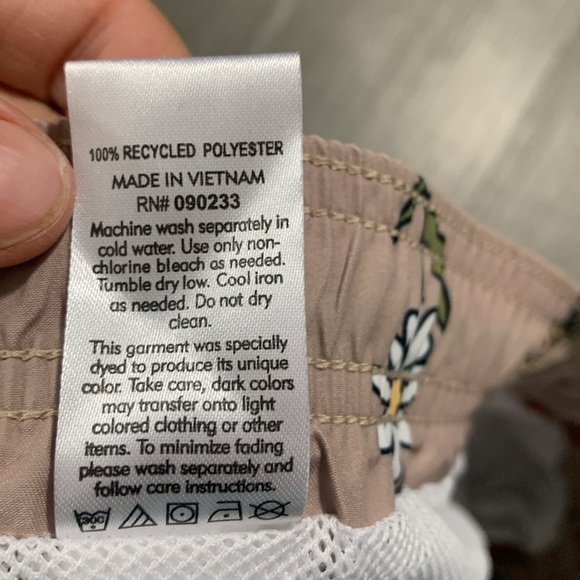 100% RECYCLED POLYESTER
MADE IN VIETNAM
RN# 090233
Machine wash separately in
cold water. Use only non-
chlorine bleach as needed.
Tumble dry low. Cool iron
as needed. Do not dry
clean.
This garment was specially
dyed to produce its unique
color. Take care, dark colors
may transfer onto light
colored clothing or other
items. To minimize fading
please wash separately and
follow care instructions.